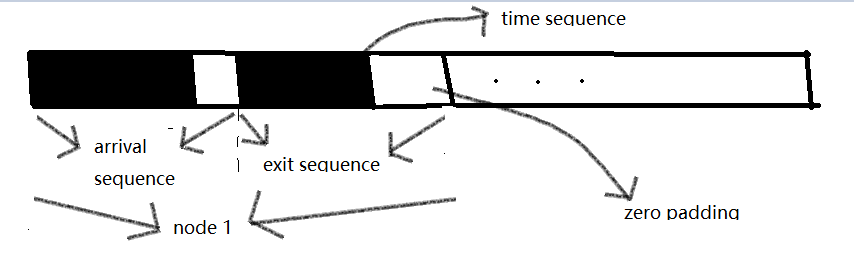 time sequence
. . .
arrival
sequence
exit sequence
node 1
zero padding